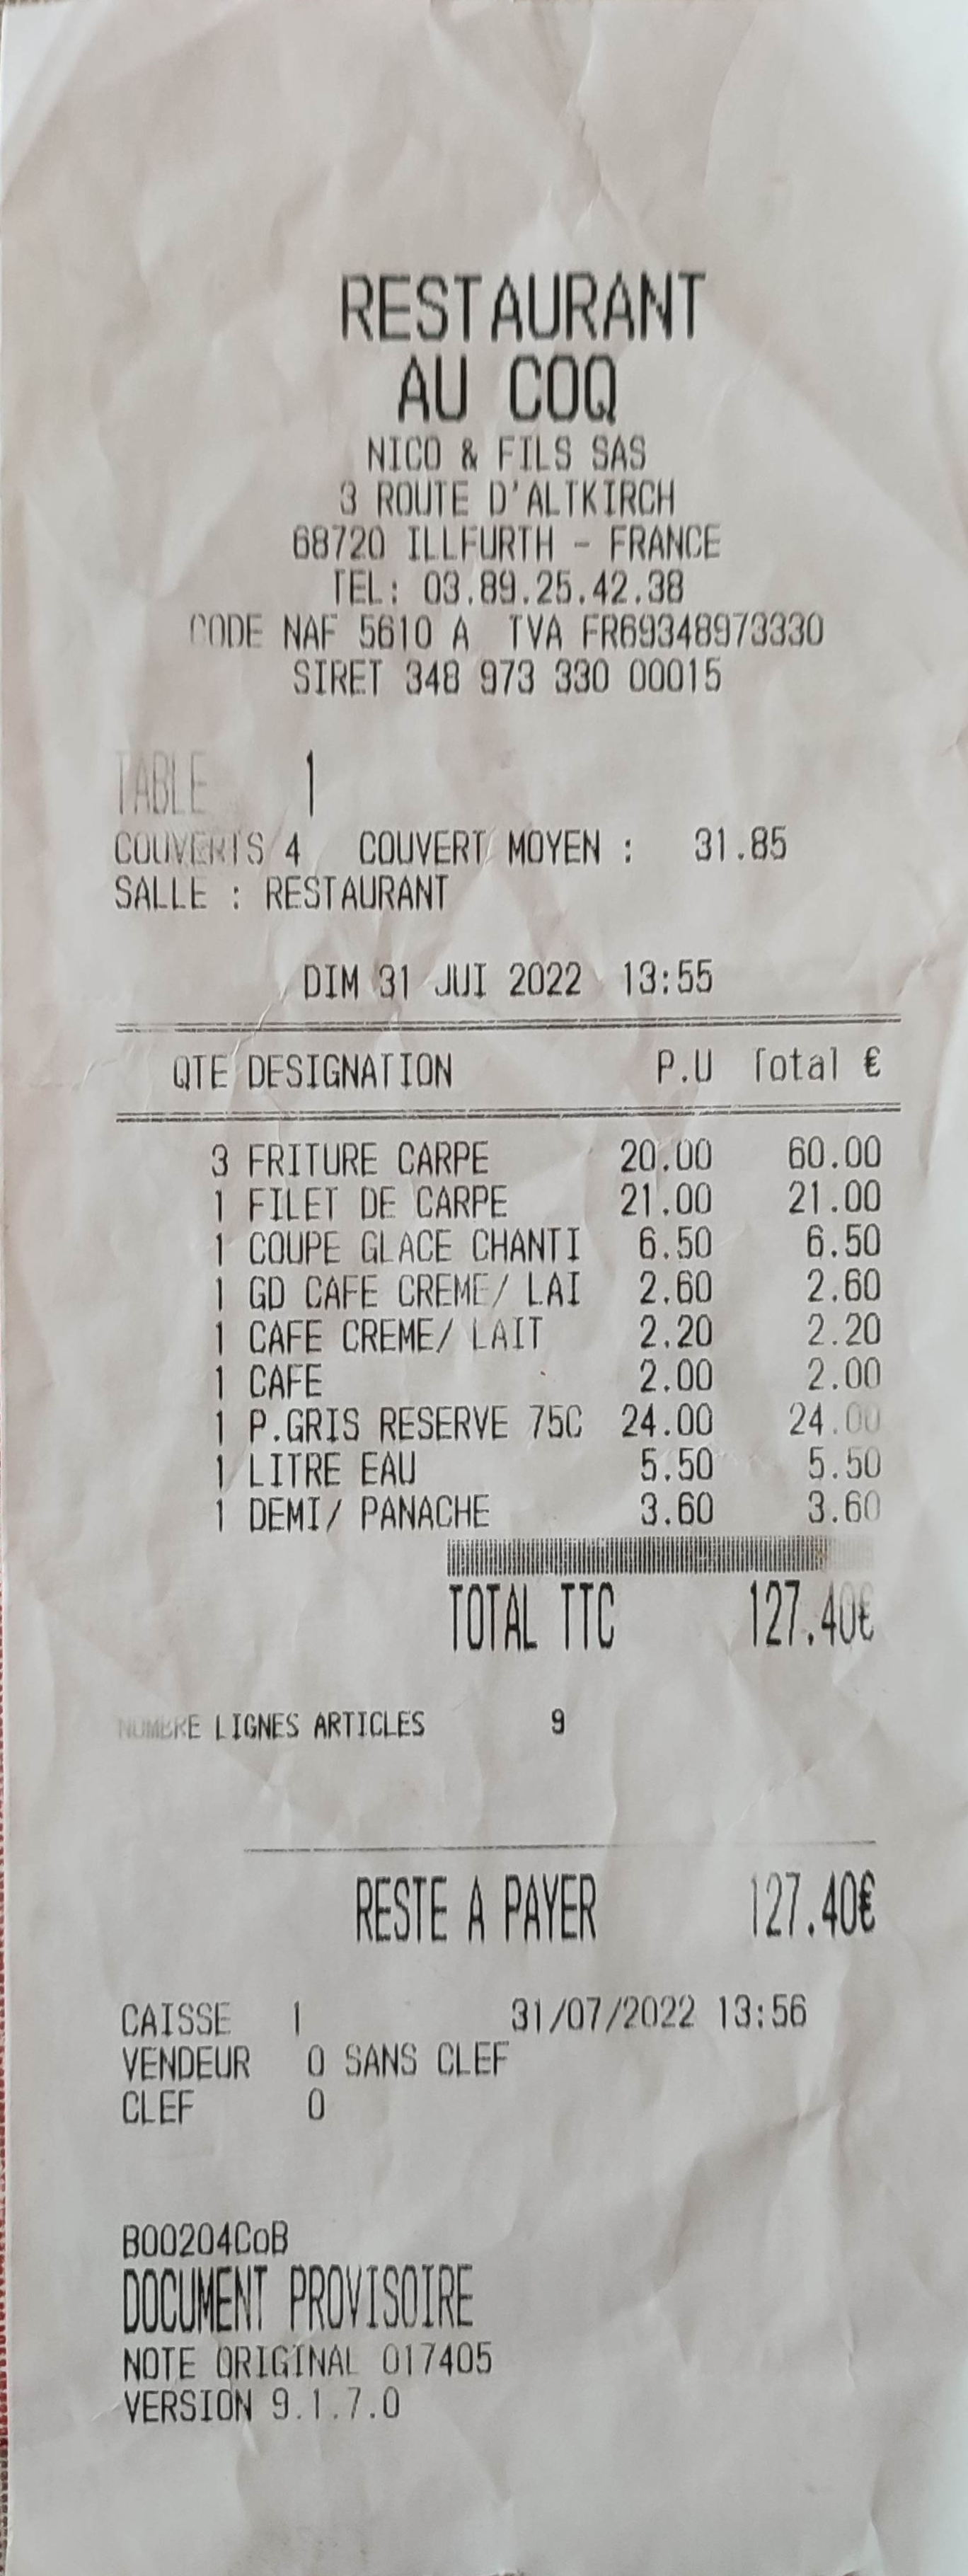 RESTAURANT
AU COQ
NICO & FILS SAS
3 ROUTE D'ALTKIRCH
68720 ILLFURTH - FRANCE
TEL: 03.89.25.42.38
CODE NAF 5610 A TVA FR69348973330
SIRET 348 973 330 00015
TABLE 1
COUVERTS 4 COUVERT MOYEN : 31.85
SALLE : RESTAURANT
DIM 31 JUI 2022 13:55
QTE DESIGNATION P.U Total €
3 FRITURE CARPE 20.00 60.00
1 FILET DE CARPE 21.00 21.00
1 COUPE GLACE CHANTI 6.50 6.50
1 GD CAFE CREME/ LAI 2.60 2.60
1 CAFE CREME/ LAIT 2.20 2.20
1 CAFE 2.00 2.00
1 P.GRIS RESERVE 75C 24.00 24.00
1 LITRE EAU 5.50 5.50
1 DEMI/ PANACHE 3.60 3.60
TOTAL TTC 127.40€
NOMBRE LIGNES ARTICLES 9
RESTE A PAYER 127.40€
CAISSE 1 31/07/2022 13:56
VENDEUR 0 SANS CLEF
CLEF 0
B00204CoB
DOCUMENT PROVISOIRE
NOTE ORIGINAL 017405
VERSION 9.1.7.0